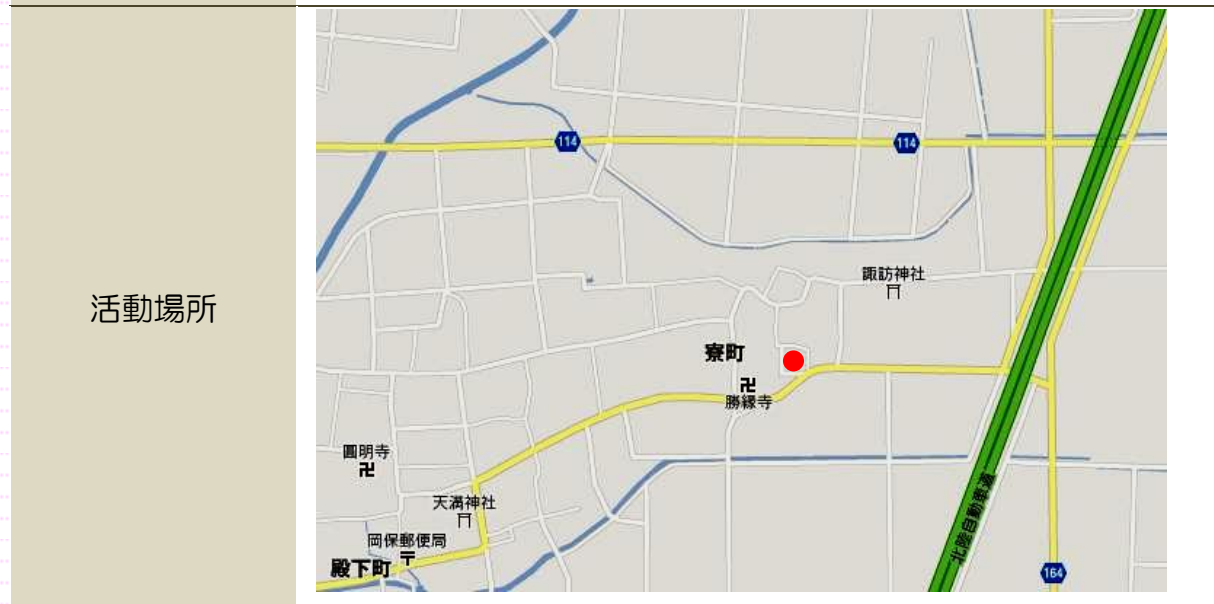 活動場所
114
114
諏訪神社
寮町
勝縁寺
圓明寺
天満神社
岡保郵便局
殿下町
北陸自動車道
164